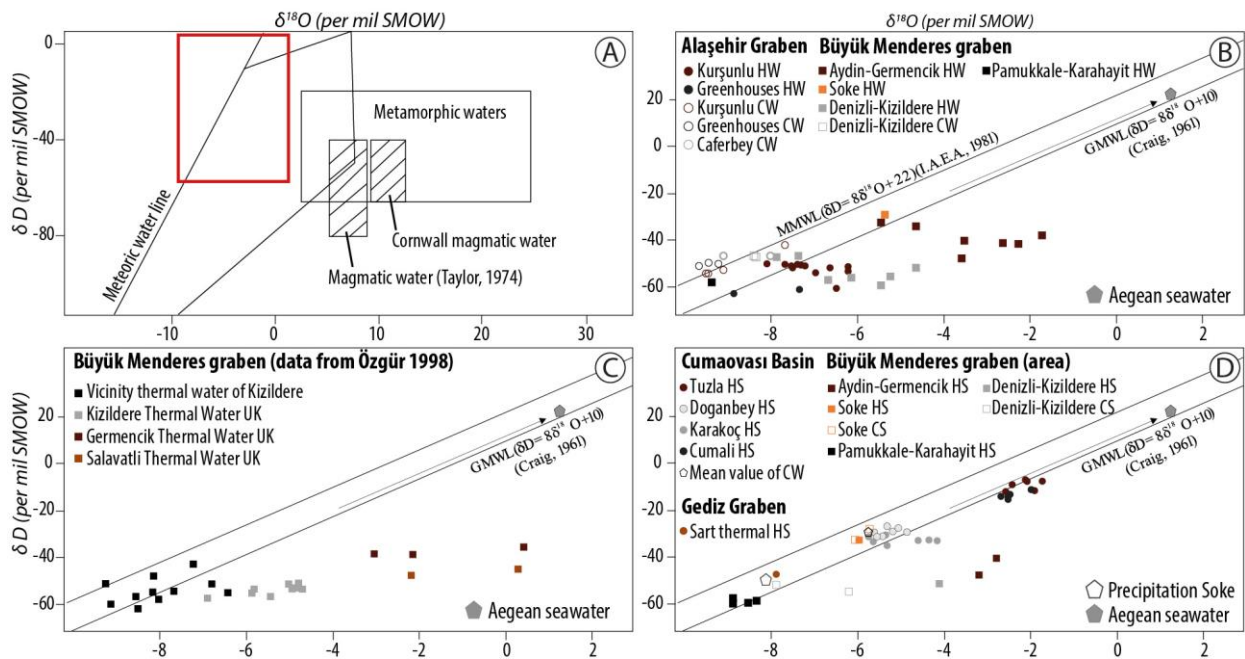 δ¹⁸O (per mil SMOW)
A
δ D (per mil SMOW)
0
-40
-80
Meteoric water line
Metamorphic waters
Cornwall magmatic water
Magmatic water (Taylor, 1974)
-10
0
10
20
30
δ¹⁸O (per mil SMOW)
B
Alaşehir Graben
Kurşunlu HW
Greenhouses HW
Kurşunlu CW
Greenhouses CW
Caferbey CW
Büyük Menderes graben
Aydin-Germencik HW
Soke HW
Denizli-Kizildere HW
Denizli-Kizildere CW
Pamukkale-Karahayit HW
20
0
-20
-40
-60
MMWL(δD= 8δ¹⁸ O+ 22)(I.A.E.A., 1981)
GMWL(δD= 8δ¹⁸ O+10)
(Craig, 1961)
Aegean seawater
-8
-6
-4
-2
0
2
C
Büyük Menderes graben (data from Özgür 1998)
Vicinity thermal water of Kizildere
Kizildere Thermal Water UK
Germencik Thermal Water UK
Salavatli Thermal Water UK
δ D (per mil SMOW)
20
0
-20
-40
-60
GMWL(δD= 8δ¹⁸ O+10)
(Craig, 1961)
Aegean seawater
-8
-6
-4
-2
0
2
D
Cumaovası Basin
Tuzla HS
Doganbey HS
Karakoç HS
Cumali HS
Mean value of CW
Gediz Graben
Sart thermal HS
Büyük Menderes graben (area)
Aydin-Germencik HS
Soke HS
Soke CS
Pamukkale-Karahayit HS
Denizli-Kizildere HS
Denizli-Kizildere CS
20
0
-20
-40
-60
GMWL(δD= 8δ¹⁸ O+10)
(Craig, 1961)
Precipitation Soke
Aegean seawater
-8
-6
-4
-2
0
2